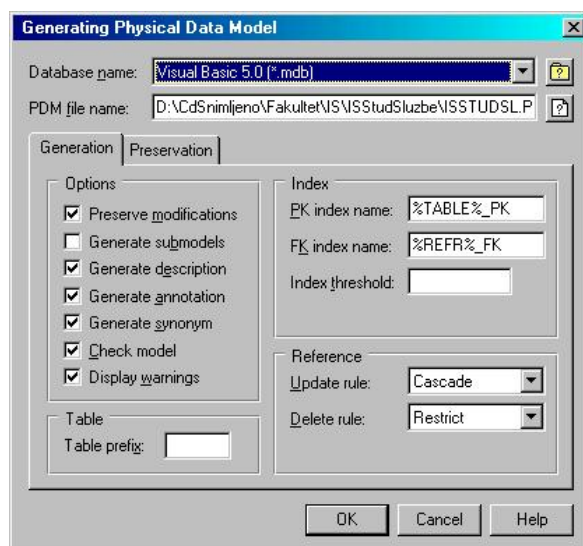 Generating Physical Data Model
Database name: Visual Basic 5.0 (*.mdb)
PDM file name: D:\CdSnimljeno\Fakultet\IS\ISStudSluzbe\ISSTUDSL.P
Generation Preservation
Options
Preserve modifications
Generate submodels
Generate description
Generate annotation
Generate synonym
Check model
Display warnings
Table
Table prefix:
Index
PK index name: %TABLE%_PK
FK index name: %REFR%_FK
Index threshold:
Reference
Update rule: Cascade
Delete rule: Restrict
OK Cancel Help